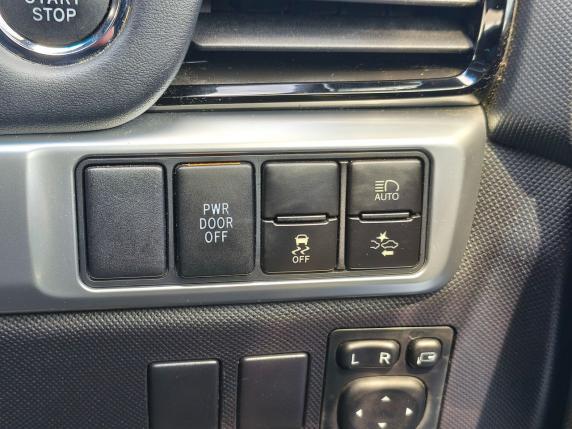 START
STOP
PWR
DOOR
OFF
AUTO
OFF
L R